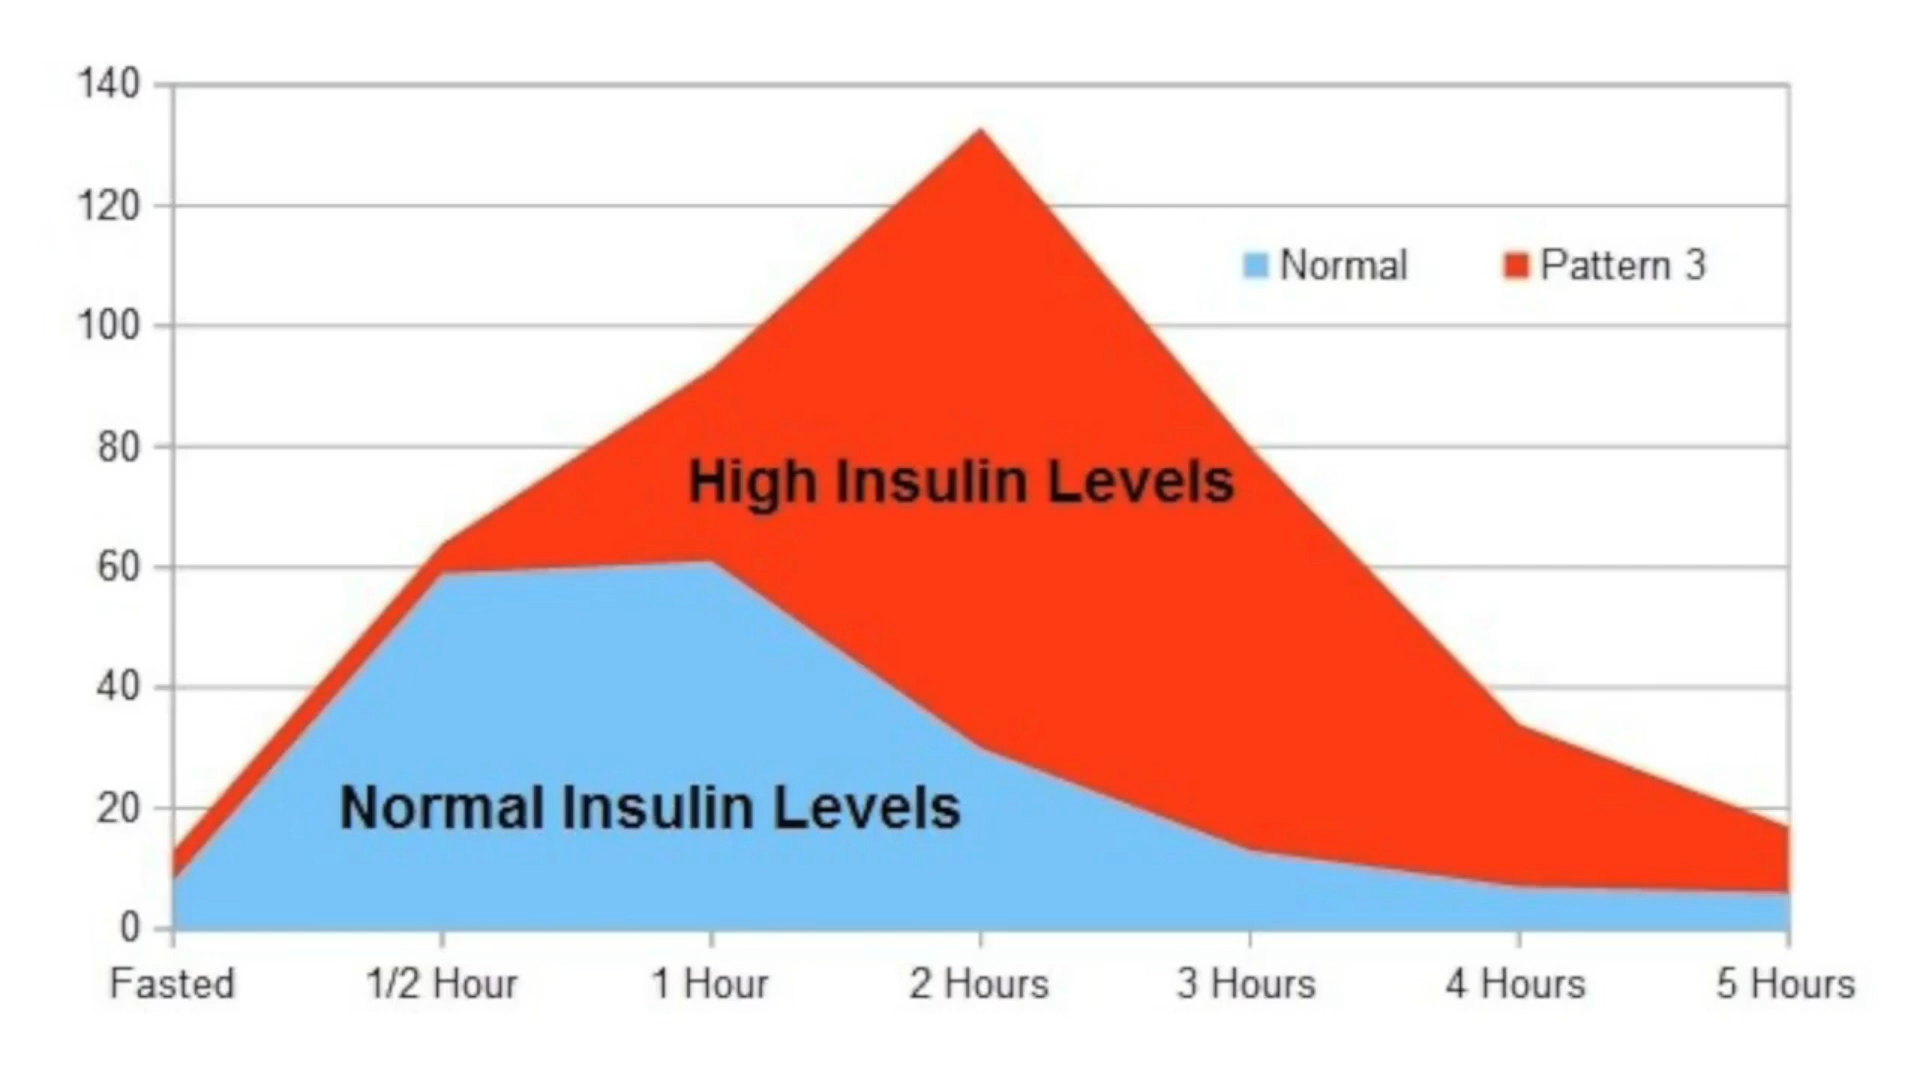 140
120
Normal Pattern 3
100
80
High Insulin Levels
60
40
Normal Insulin Levels
20
0
Fasted 1/2 Hour 1 Hour 2 Hours 3 Hours 4 Hours 5 Hours